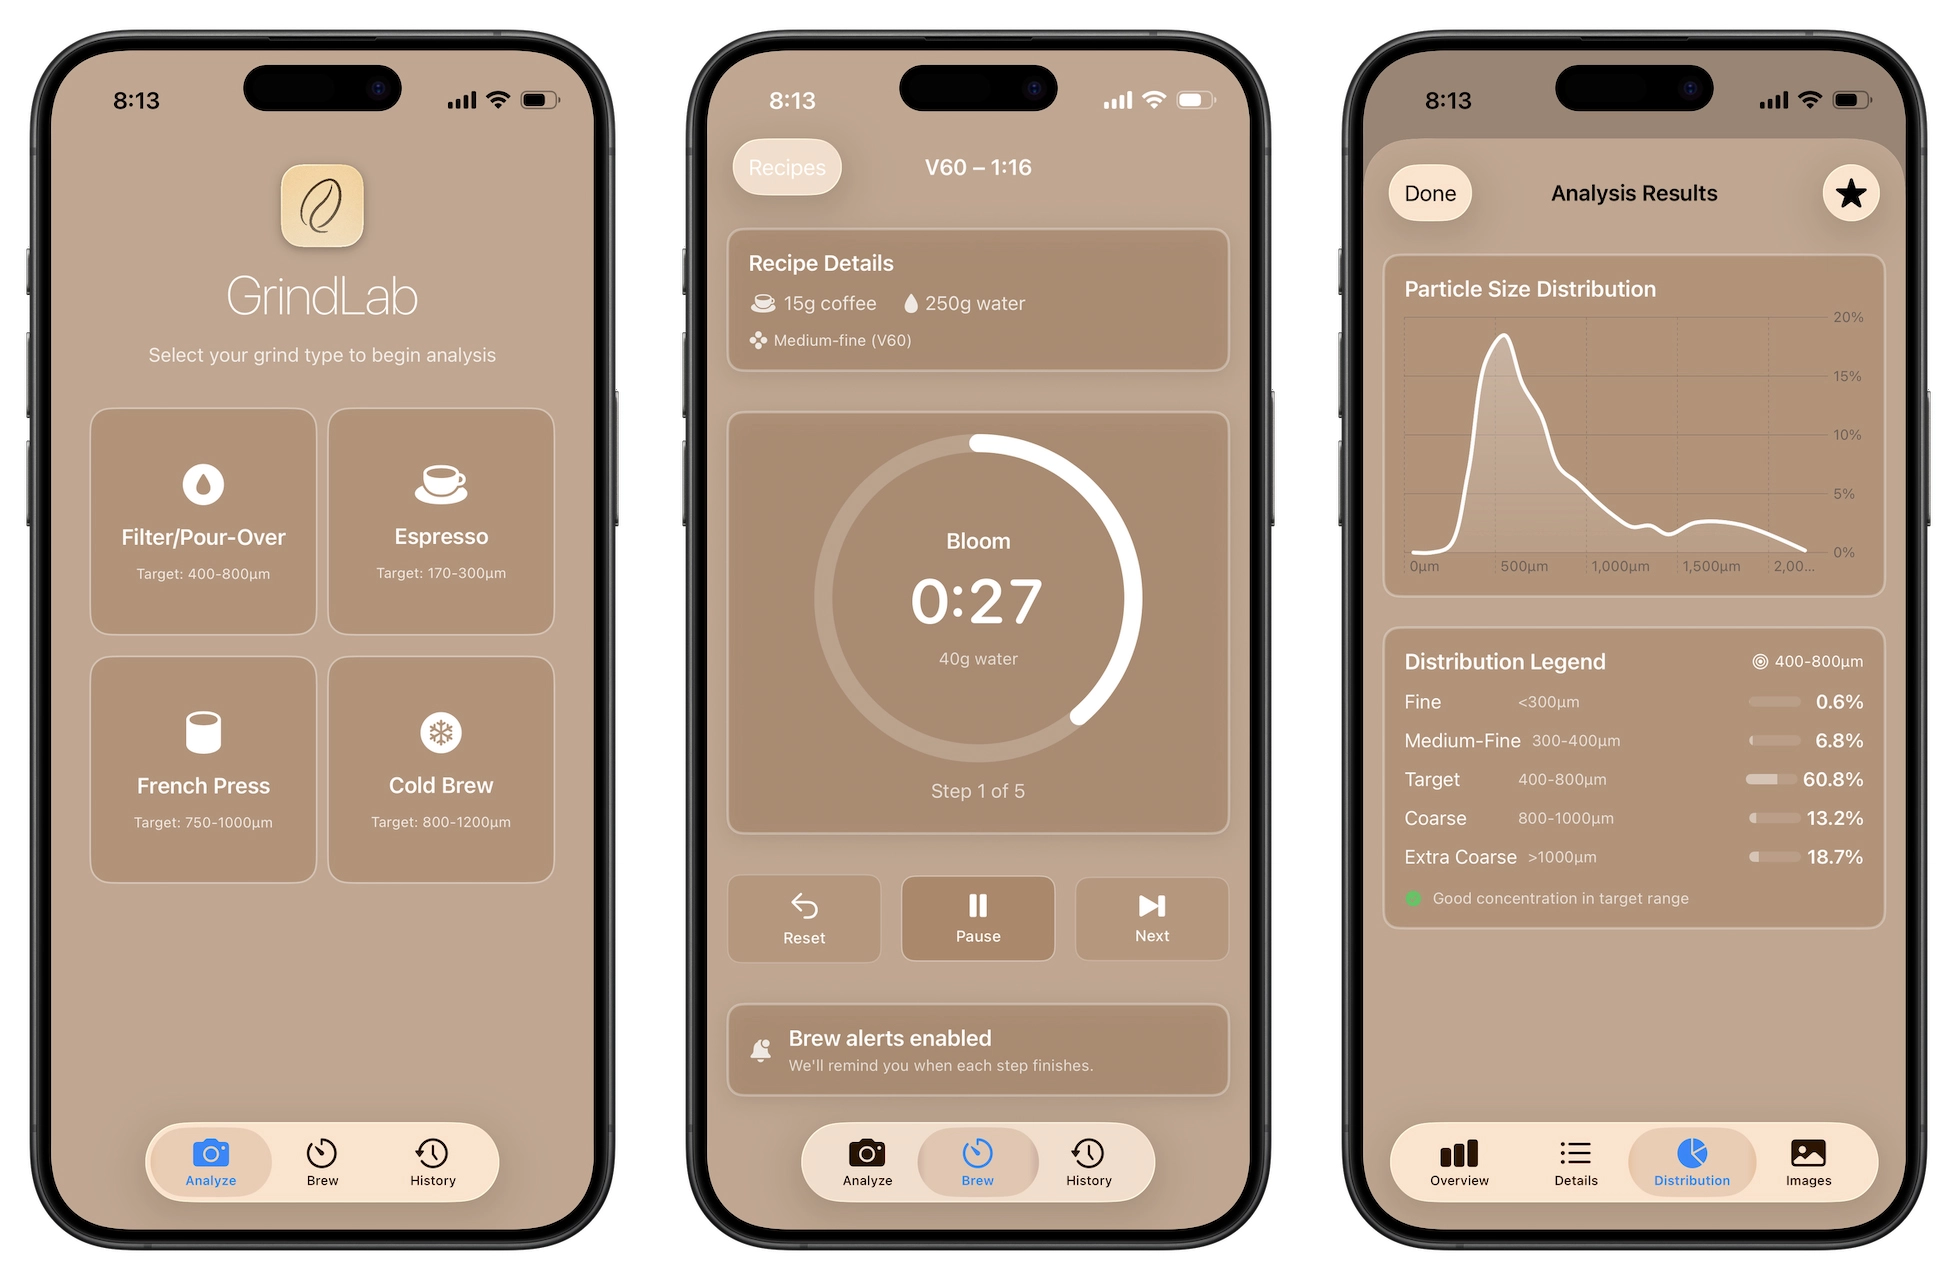 8:13
GrindLab
Select your grind type to begin analysis
Filter/Pour-Over
Target: 400-800μm
Espresso
Target: 170-300μm
French Press
Target: 750-1000μm
Cold Brew
Target: 800-1200μm
Analyze
Brew
History
8:13
Recipes
V60 – 1:16
Recipe Details
15g coffee
250g water
Medium-fine (V60)
Bloom
0:27
40g water
Step 1 of 5
Reset
Pause
Next
Brew alerts enabled
We'll remind you when each step finishes.
Analyze
Brew
History
8:13
Done
Analysis Results
Particle Size Distribution
20%
15%
10%
5%
0%
0μm
500μm
1,000μm
1,500μm
2,00...
Distribution Legend
400-800μm
Fine <300μm 0.6%
Medium-Fine 300-400μm 6.8%
Target 400-800μm 60.8%
Coarse 800-1000μm 13.2%
Extra Coarse >1000μm 18.7%
Good concentration in target range
Overview
Details
Distribution
Images